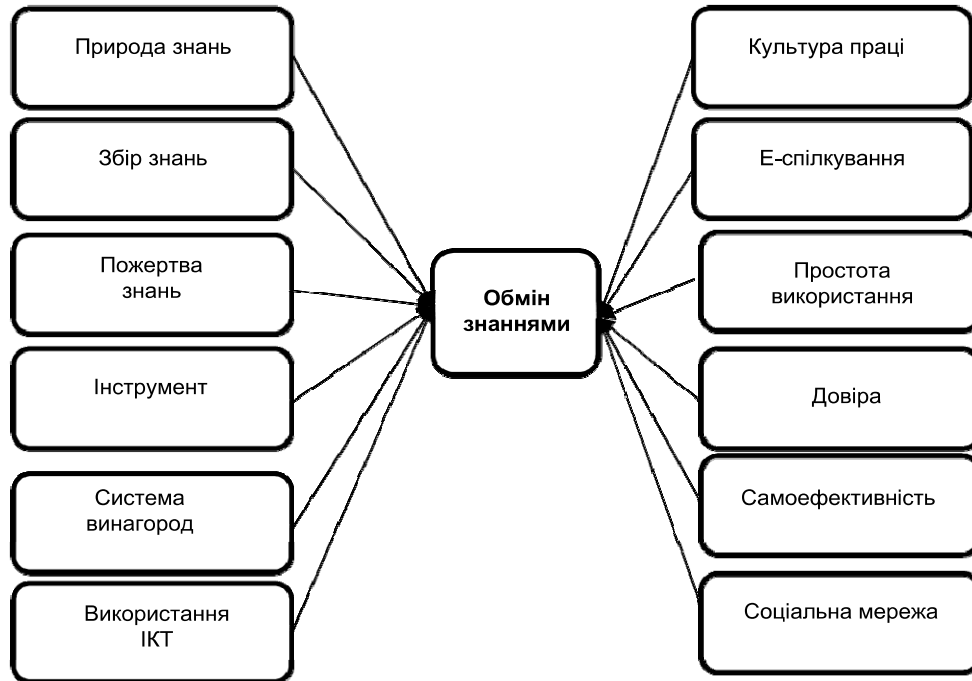 Природа знань
Збір знань
Пожертва
знань
Інструмент
Система
винагород
Використання
ІКТ
Обмін
знаннями
Культура праці
Е-спілкування
Простота
використання
Довіра
Самоефективність
Соціальна мережа